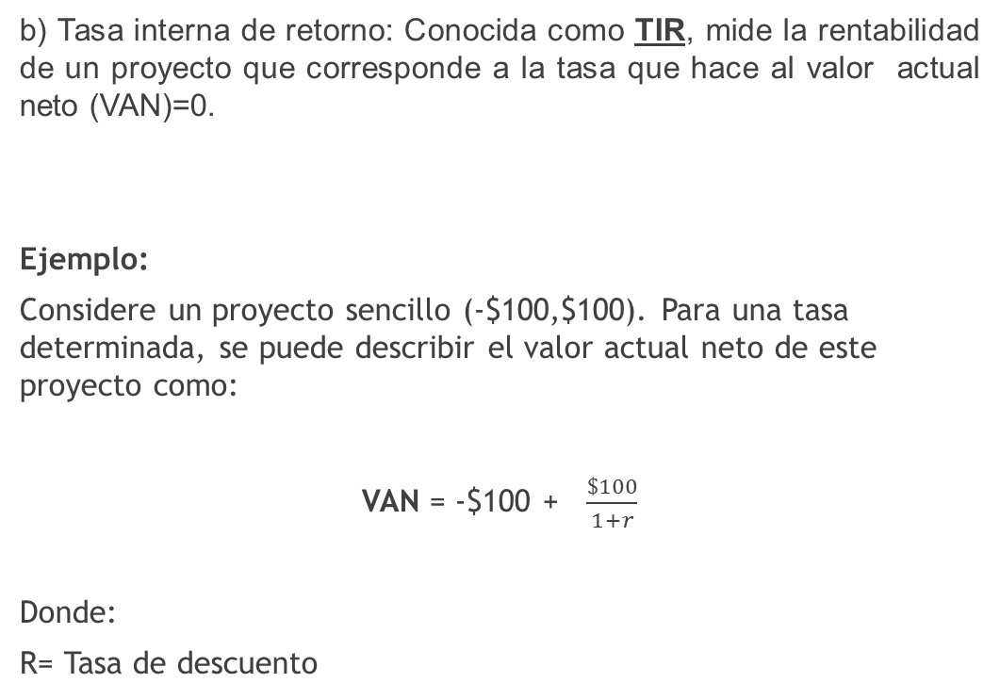 b) Tasa interna de retorno: Conocida como TIR, mide la rentabilidad
de un proyecto que corresponde a la tasa que hace al valor actual
neto (VAN)=0.
Ejemplo:
Considere un proyecto sencillo (-$100,$100). Para una tasa
determinada, se puede describir el valor actual neto de este
proyecto como:
VAN = -$100 + $100/1+r
Donde:
R= Tasa de descuento